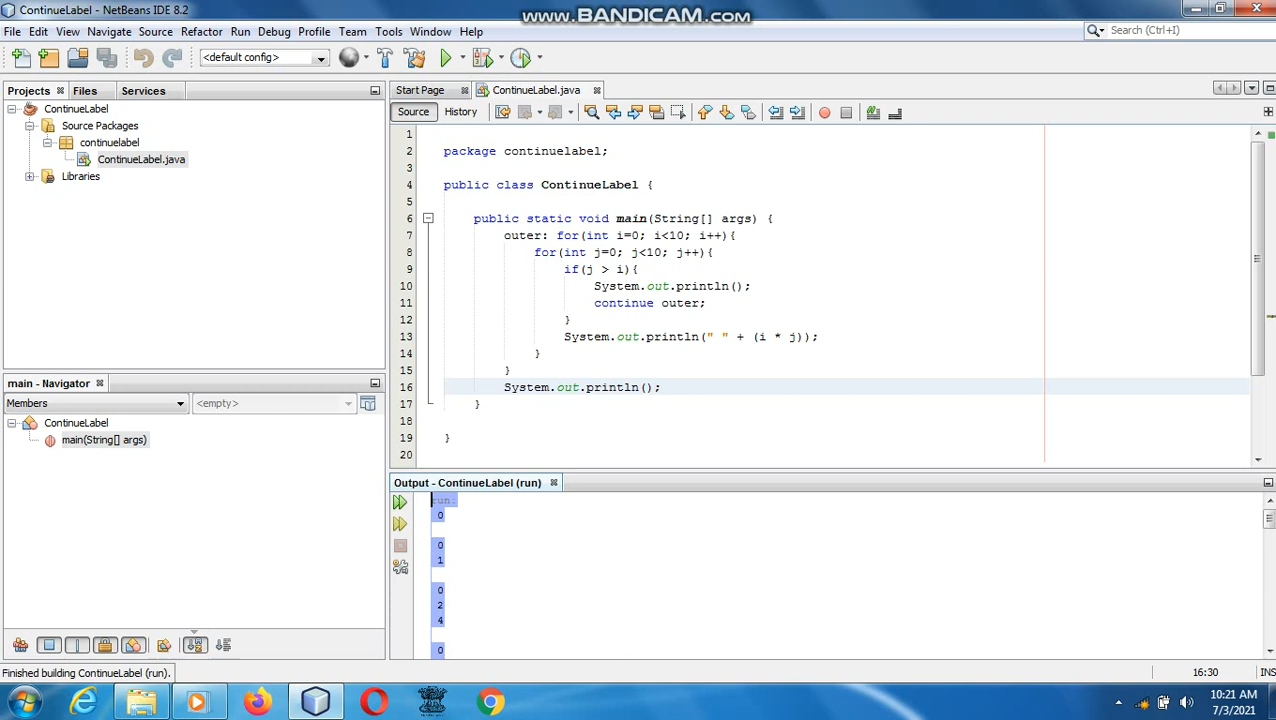 ContinueLabel - NetBeans IDE 8.2
www.BANDICAM.com
File Edit View Navigate Source Refactor Run Debug Profile Team Tools Window Help
Search (Ctrl+I)
<default config>
Projects Files Services
ContinueLabel
Source Packages
continuelabel
ContinueLabel.java
Libraries
main - Navigator
Members
<empty>
ContinueLabel
main(String[] args)
Start Page ContinueLabel.java
Source History
1
2 package continuelabel;
3
4 public class ContinueLabel {
5
6 public static void main(String[] args) {
7 outer: for(int i=0; i<10; i++){
8 for(int j=0; j<10; j++){
9 if(j > i){
10 System.out.println();
11 continue outer;
12 }
13 System.out.println(" " + (i * j));
14 }
15 }
16 System.out.println();
17 }
18
19 }
20
Output - ContinueLabel (run)
run:
0
0
1
0
2
4
0
Finished building ContinueLabel (run).
16:30
INS
10:21 AM
7/3/2021